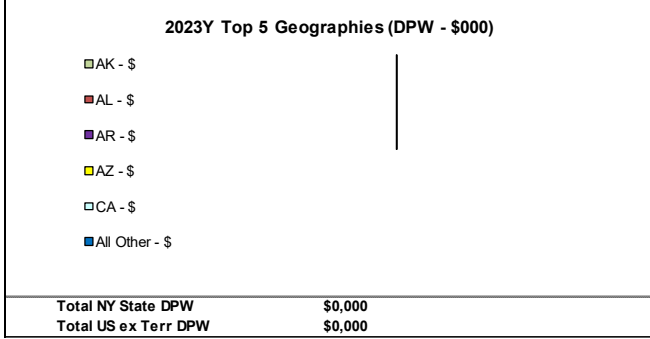 2023Y Top 5 Geographies (DPW - $000)
AK - $
AL - $
AR - $
AZ - $
CA - $
All Other - $
Total NY State DPW $0,000
Total US ex Terr DPW $0,000